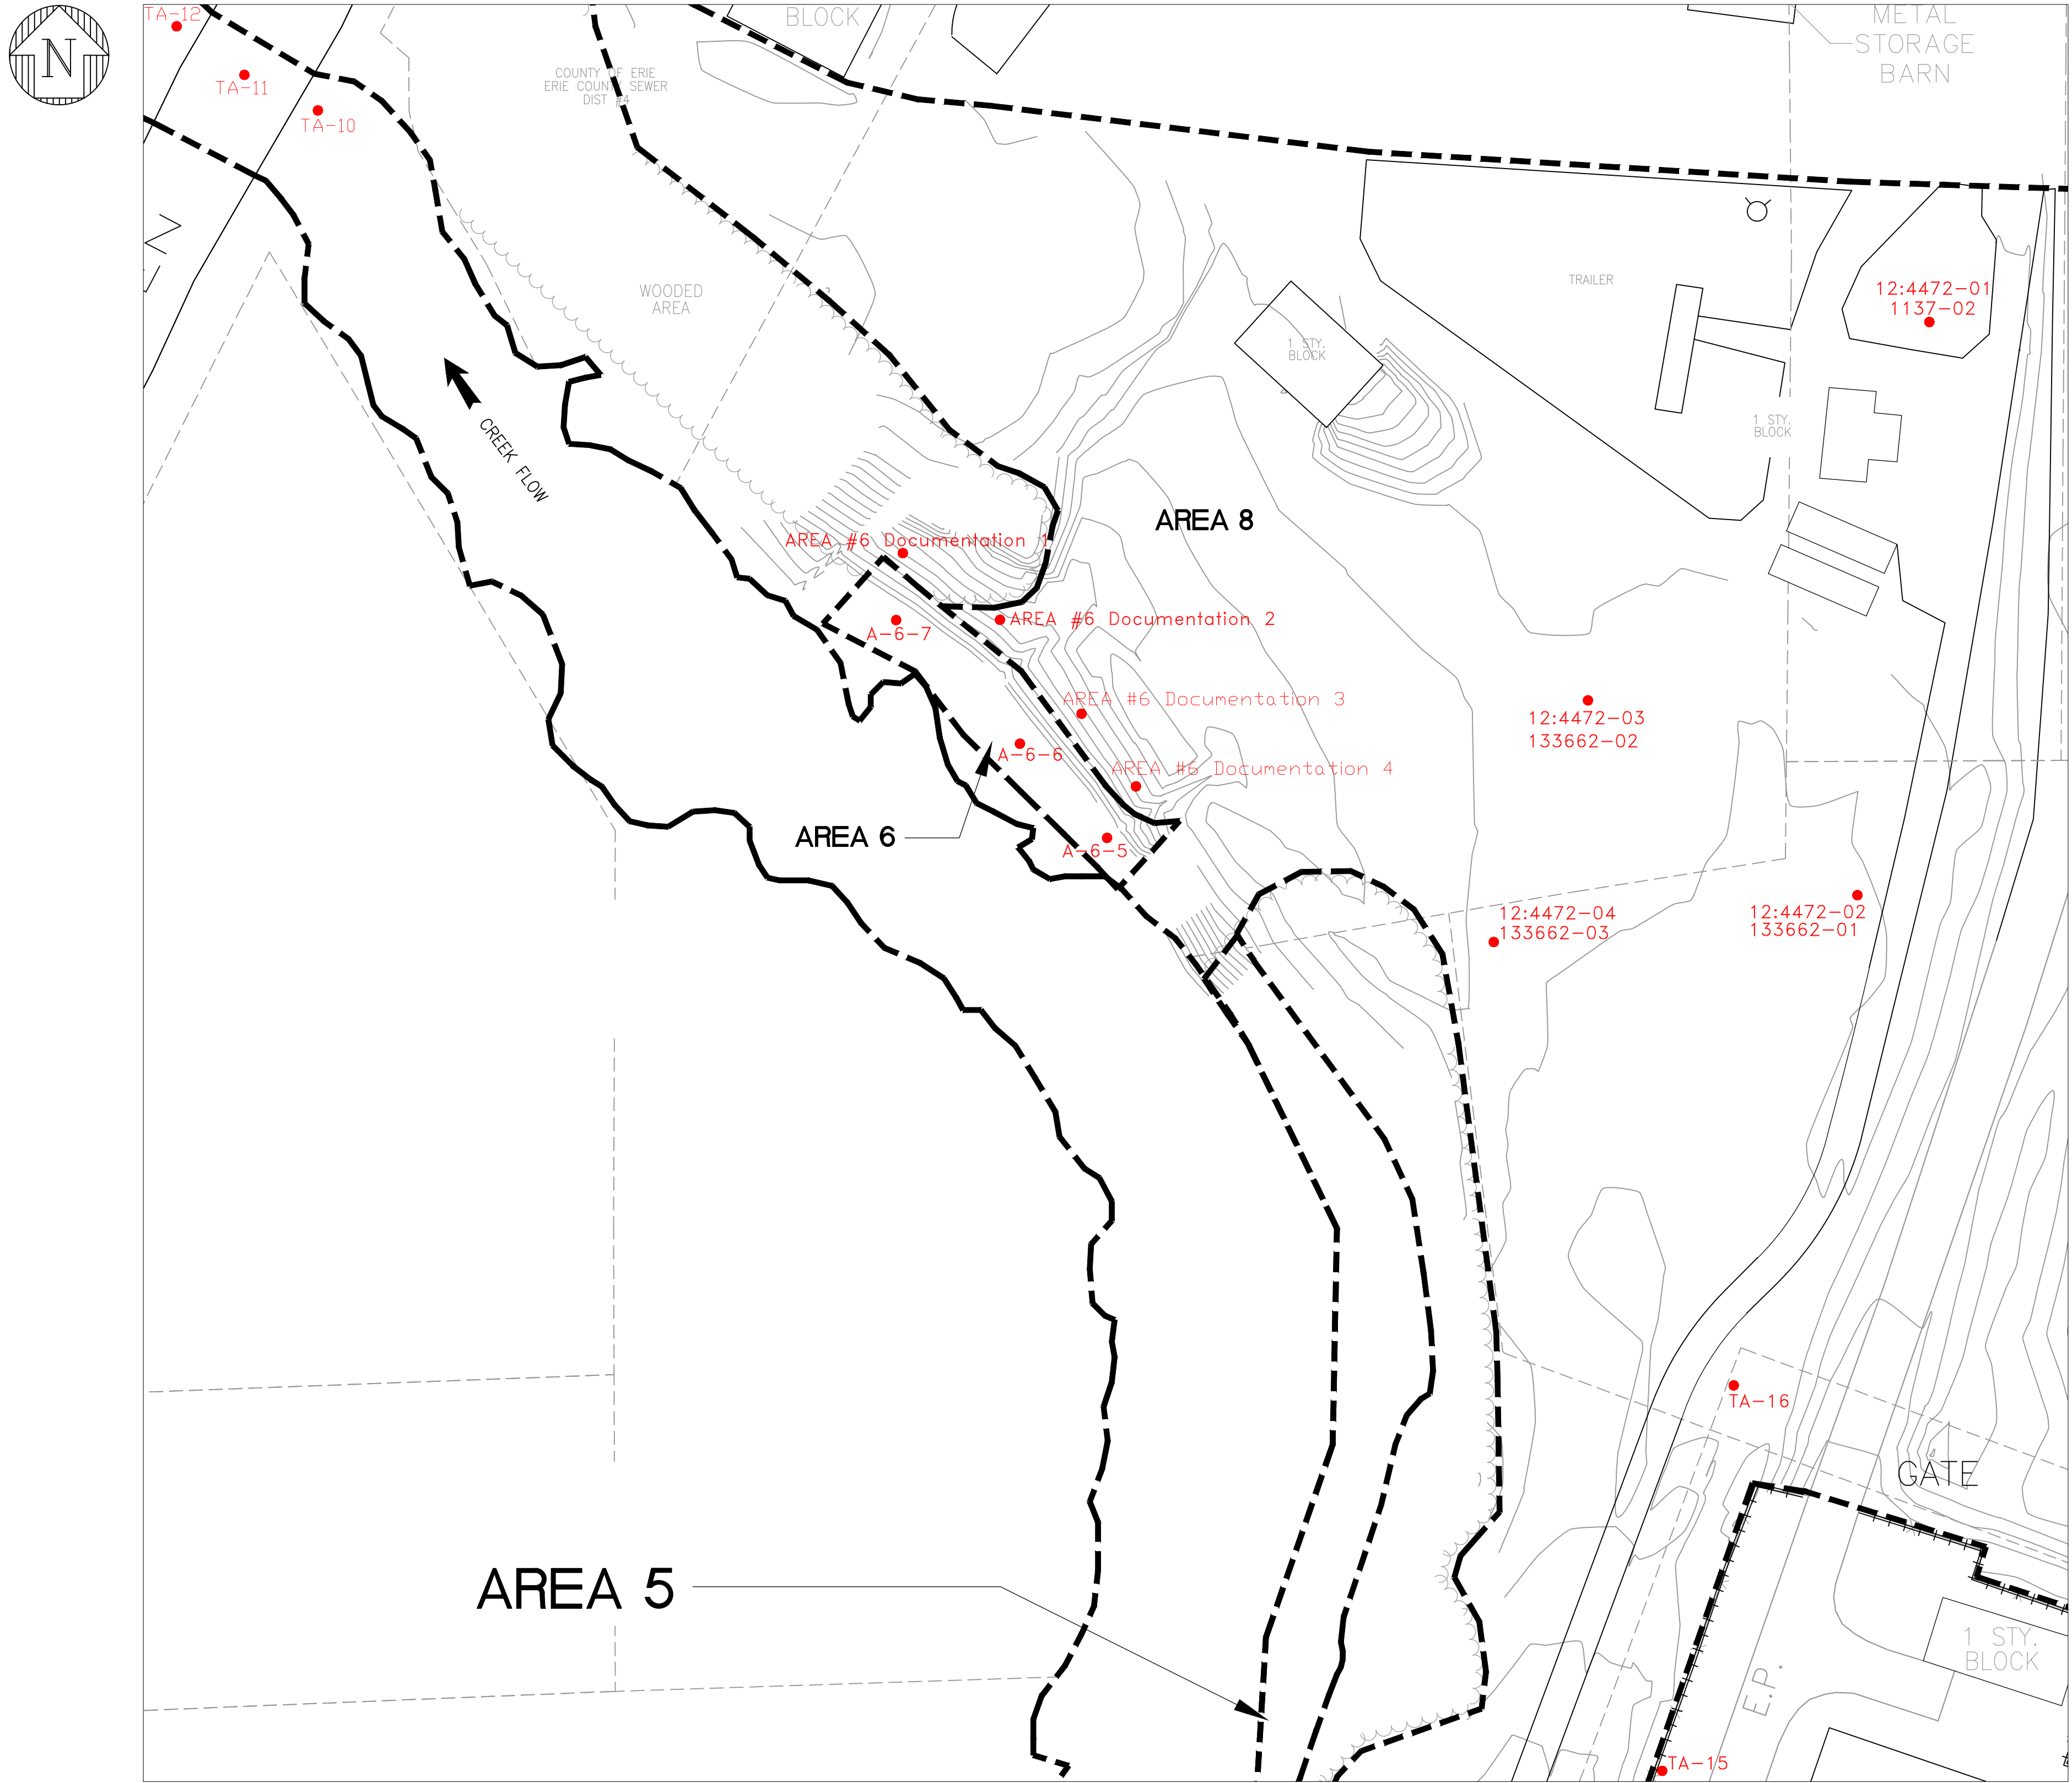 N
TA-12
TA-11
TA-10
BLOCK
COUNTY OF ERIE
ERIE COUNTY SEWER
DIST #4
METAL
STORAGE
BARN
WOODED
AREA
TRAILER
12:4472-01
1137-02
1 STY.
BLOCK
1 STY.
BLOCK
CREEK FLOW
AREA 8
AREA #6 Documentation 1
AREA #6 Documentation 2
A-6-7
AREA #6 Documentation 3
12:4472-03
133662-02
A-6-6
AREA #6 Documentation 4
AREA 6
A-6-5
12:4472-04
133662-03
12:4472-02
133662-01
TA-16
GATE
AREA 5
1 STY.
BLOCK
E.P.
TA-15